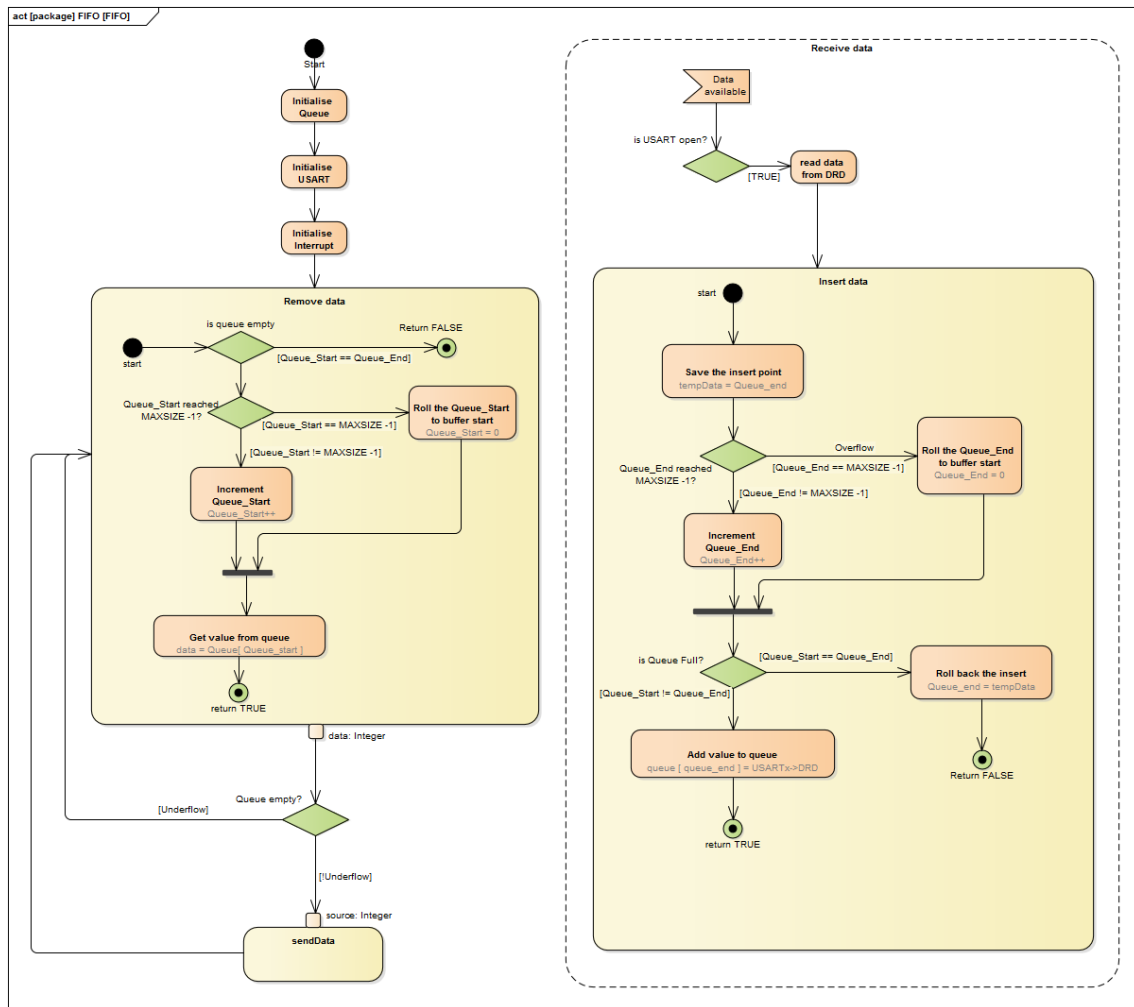 act [package] FIFO [FIFO]
Start
Initialise
Queue
Initialise
USART
Initialise
Interrupt
Remove data
is queue empty
start
Return FALSE
[Queue_Start == Queue_End]
Queue_Start reached
MAXSIZE -1?
[Queue_Start == MAXSIZE -1]
Roll the Queue_Start
to buffer start
Queue_Start = 0
[Queue_Start != MAXSIZE -1]
Increment
Queue_Start
Queue_Start++
Get value from queue
data = Queue[ Queue_start ]
return TRUE
data: Integer
Queue empty?
[Underflow]
[!Underflow]
source: Integer
sendData
Receive data
Data
available
is USART open?
[TRUE]
read data
from DRD
Insert data
start
Save the insert point
tempData = Queue_end
Overflow
Queue_End reached
MAXSIZE -1?
[Queue_End == MAXSIZE -1]
Roll the Queue_End
to buffer start
Queue_End = 0
[Queue_End != MAXSIZE -1]
Increment
Queue_End
Queue_End++
is Queue Full?
[Queue_Start == Queue_End]
Roll back the insert
Queue_end = tempData
[Queue_Start != Queue_End]
Add value to queue
queue [ queue_end ] = USARTx->DRD
Return FALSE
return TRUE